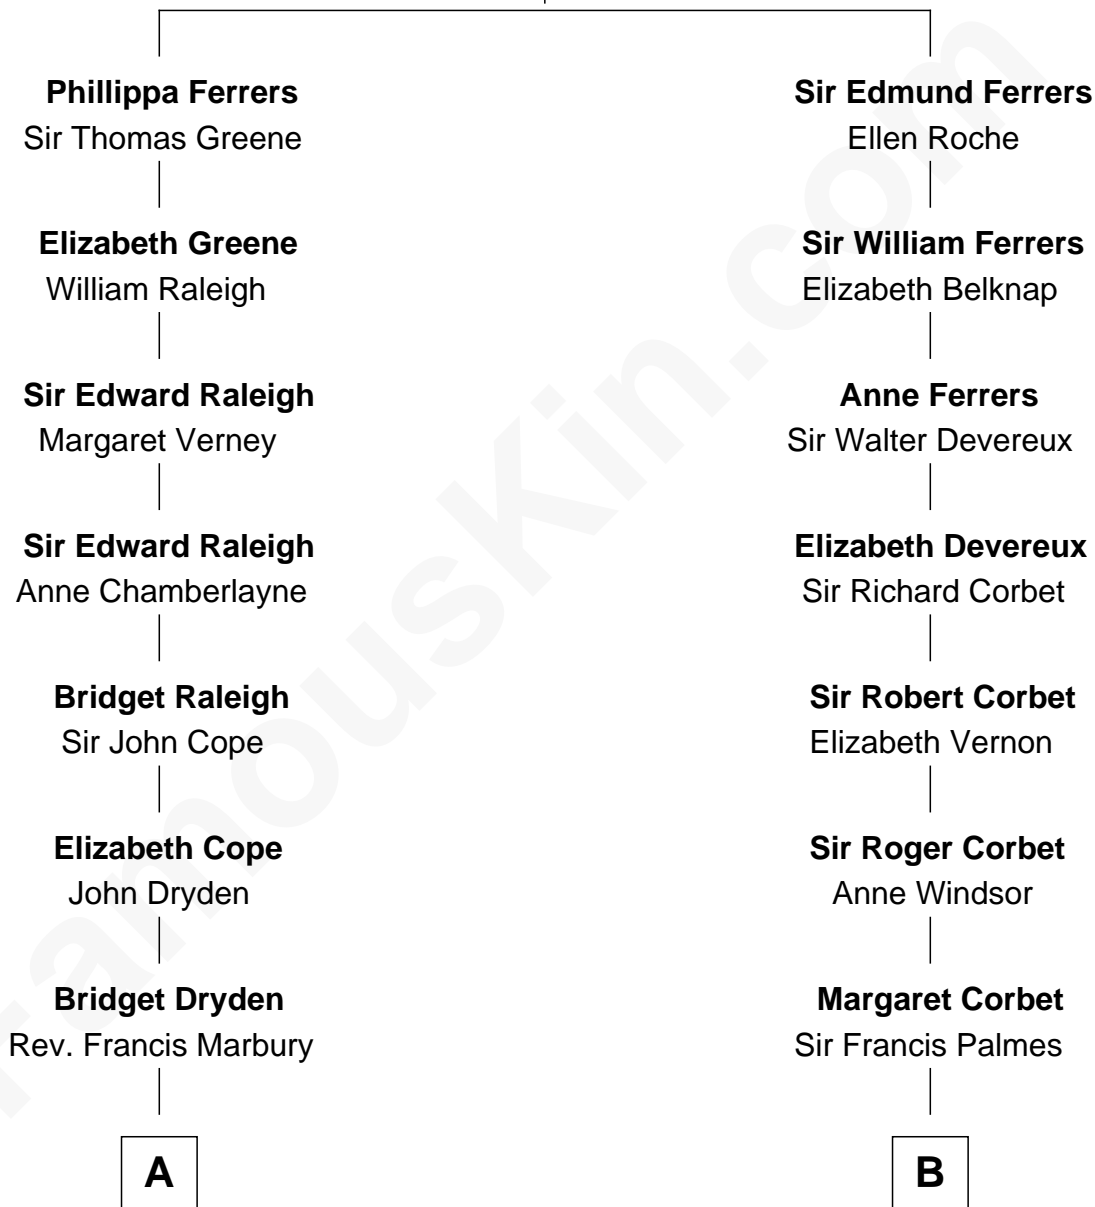 Phillippa Ferrers
Sir Thomas Greene
Elizabeth Greene
William Raleigh
Sir Edward Raleigh
Margaret Verney
Sir Edward Raleigh
Anne Chamberlayne
Bridget Raleigh
Sir John Cope
Elizabeth Cope
John Dryden
Bridget Dryden
Rev. Francis Marbury
A
Sir Edmund Ferrers
Ellen Roche
Sir William Ferrers
Elizabeth Belknap
Anne Ferrers
Sir Walter Devereux
Elizabeth Devereux
Sir Richard Corbet
Sir Robert Corbet
Elizabeth Vernon
Sir Roger Corbet
Anne Windsor
Margaret Corbet
Sir Francis Palmes
B
FamousKin.com